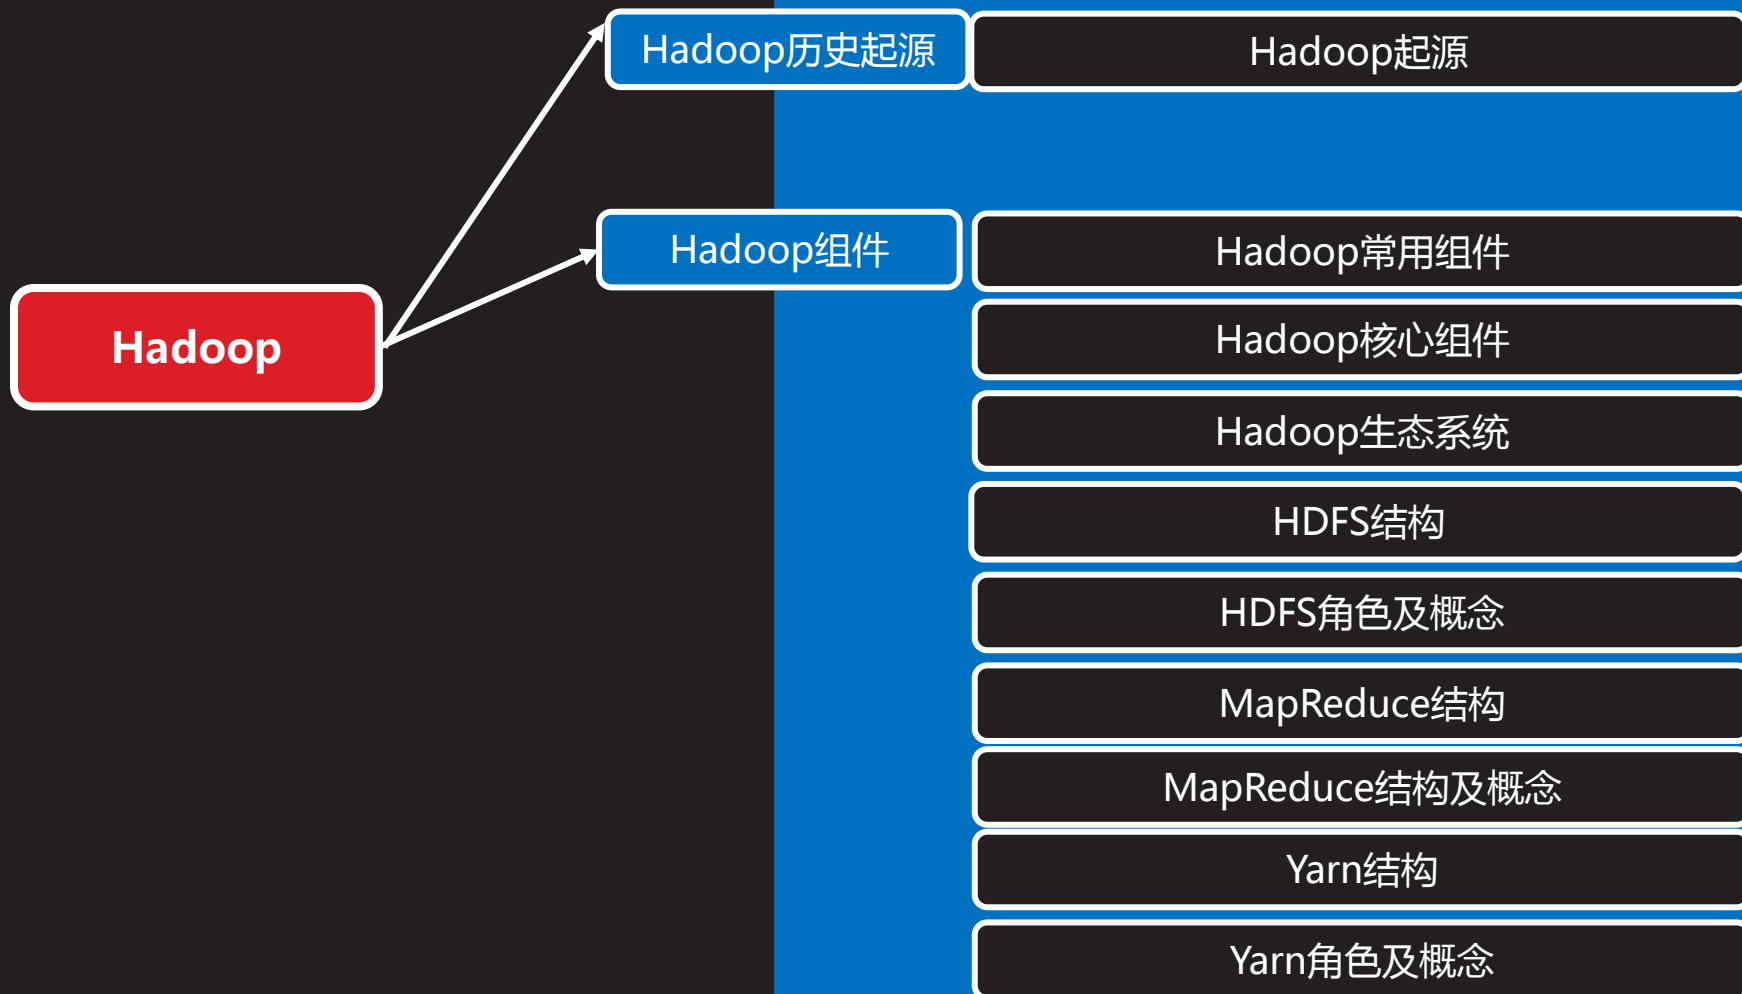 Hadoop历史起源
Hadoop起源
Hadoop组件
Hadoop常用组件
Hadoop
Hadoop核心组件
Hadoop生态系统
HDFS结构
HDFS角色及概念
MapReduce结构
MapReduce结构及概念
Yarn结构
Yarn角色及概念